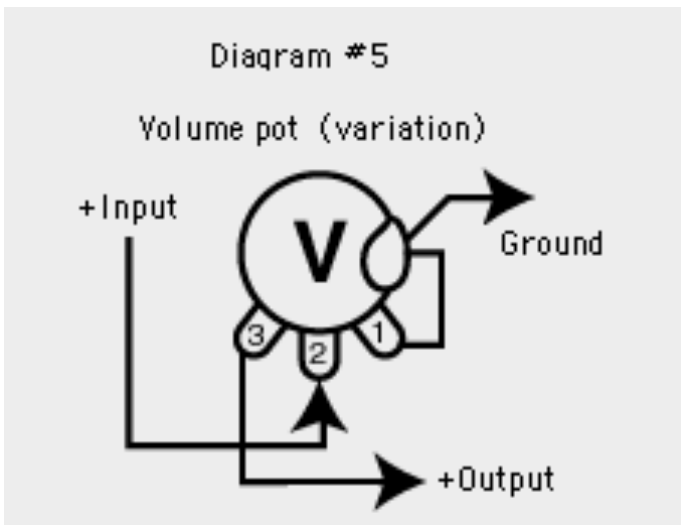 Diagram #5
Volume pot (variation)
+Input
V
Ground
3
2
1
+Output